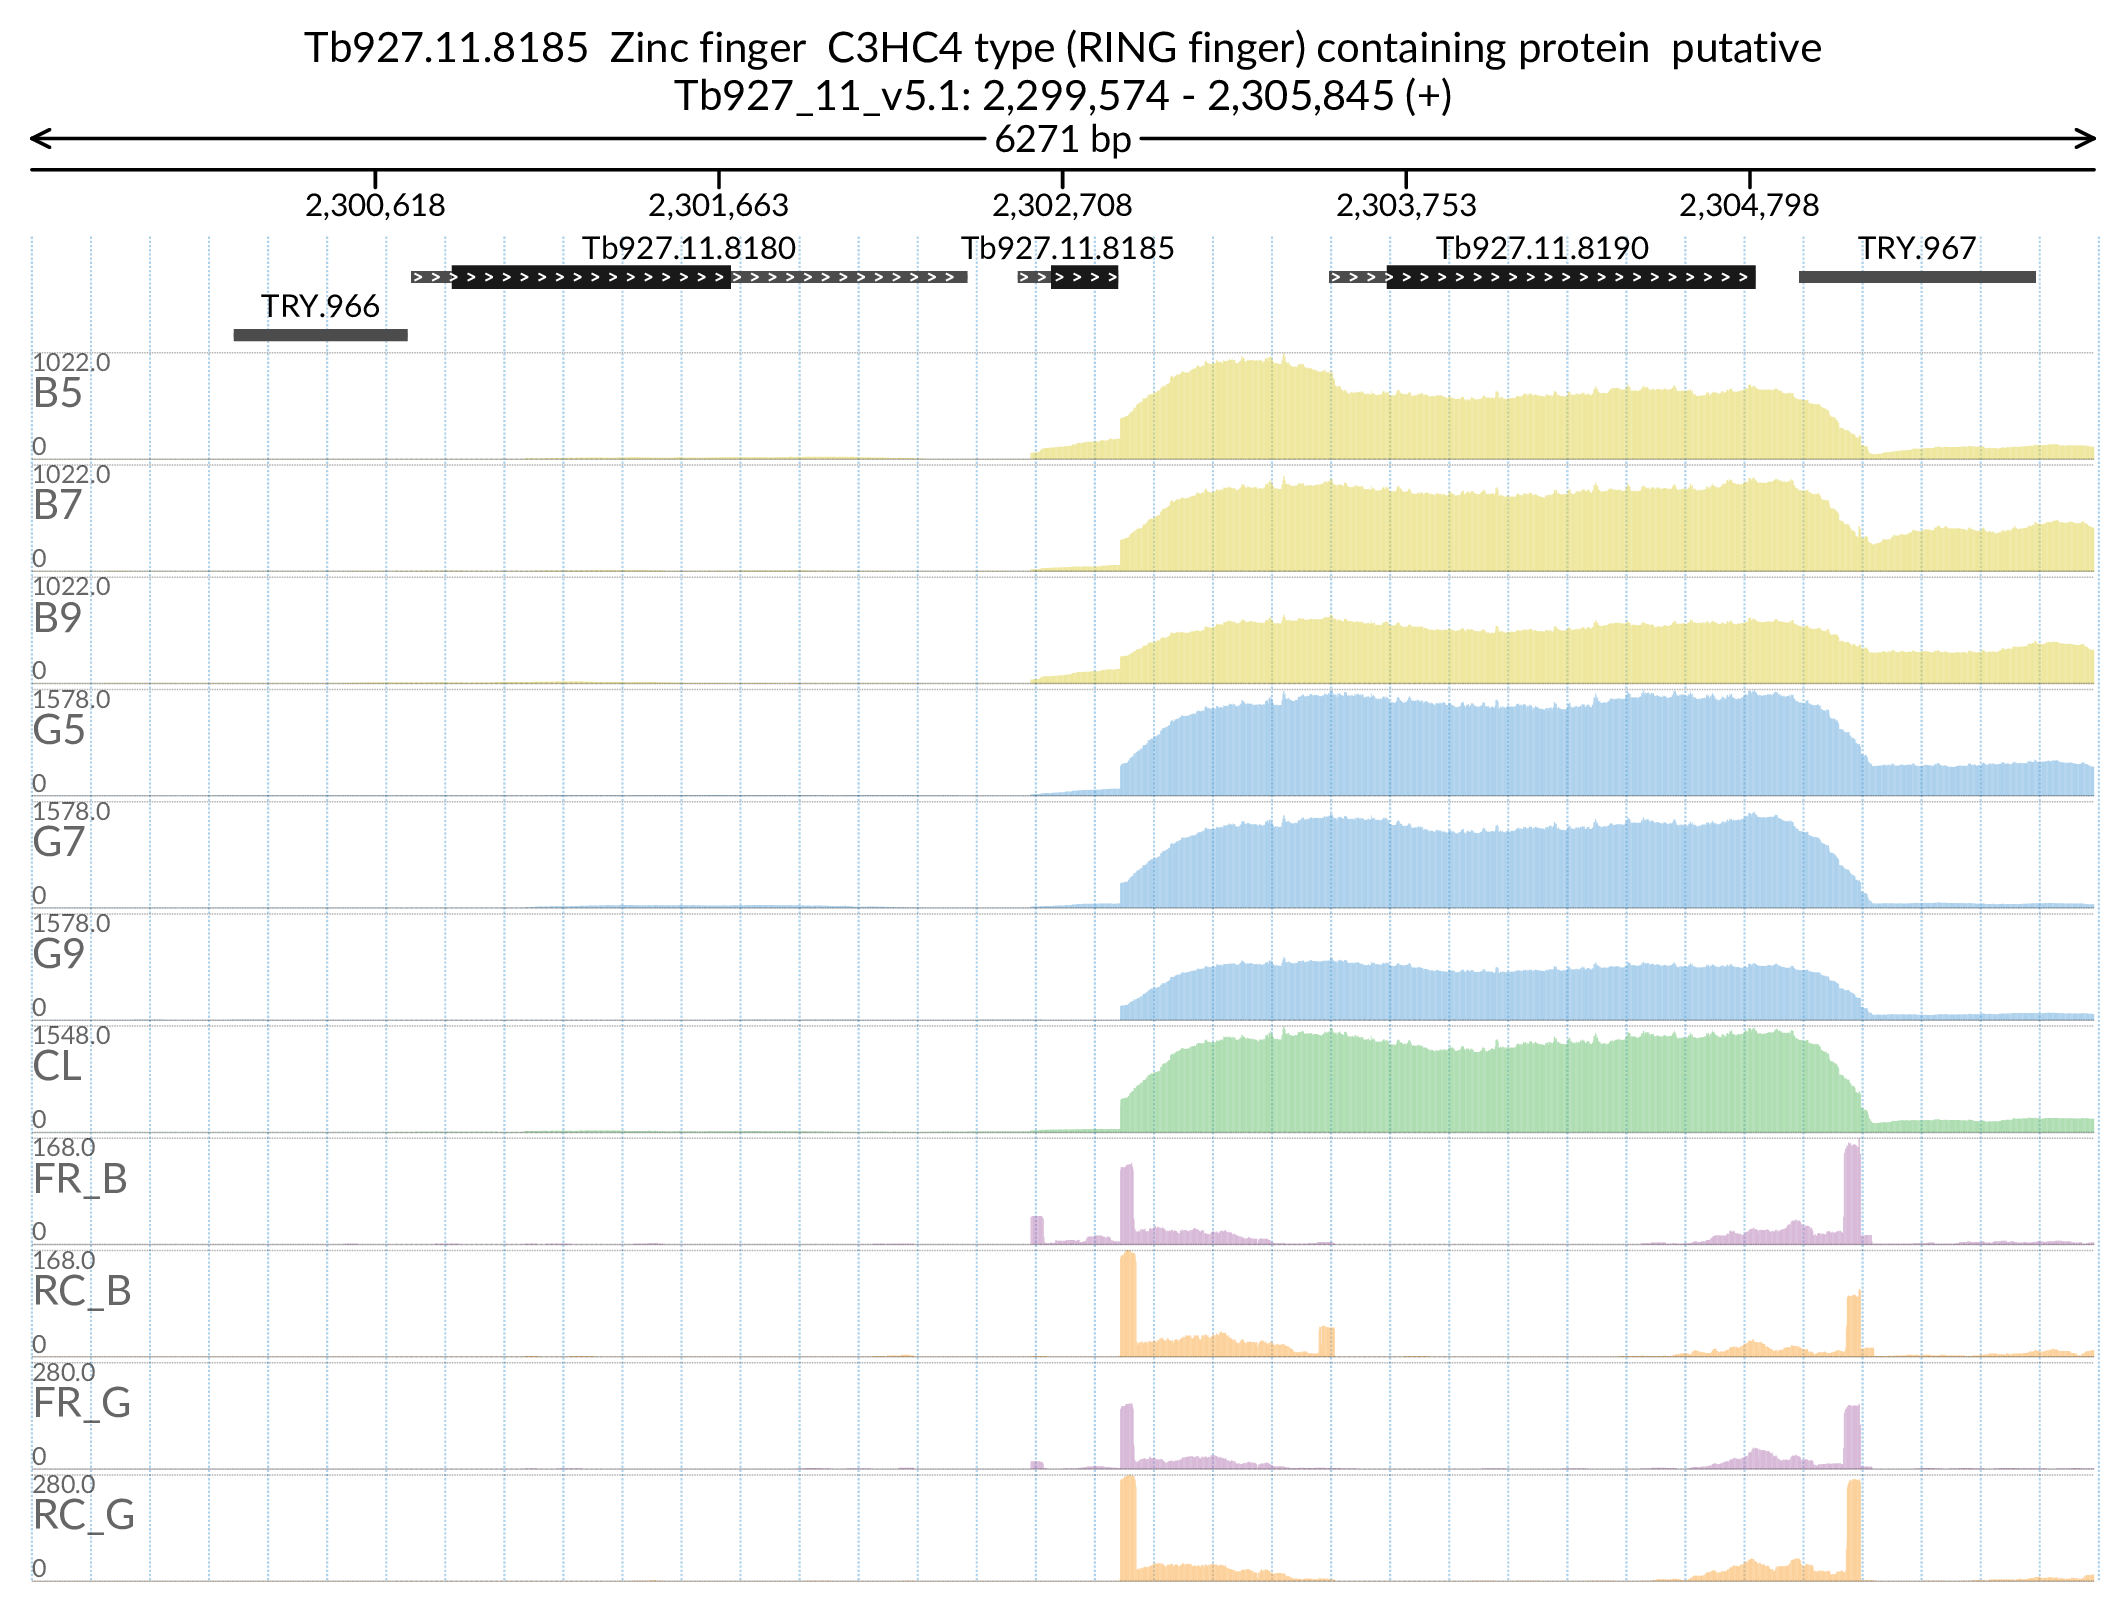 Tb927.11.8185  Zinc finger  C3HC4 type (RING finger) containing protein  putative
Tb927_11_v5.1: 2,299,574 - 2,305,845 (+)
6271 bp
2,300,618 2,301,663 2,302,708 2,303,753 2,304,798
Tb927.11.8180 Tb927.11.8185 Tb927.11.8190 TRY.967
TRY.966
1022.0
B5
0
1022.0
B7
0
1022.0
B9
0
1578.0
G5
0
1578.0
G7
0
1578.0
G9
0
1548.0
CL
0
168.0
FR_B
0
168.0
RC_B
0
280.0
FR_G
0
280.0
RC_G
0